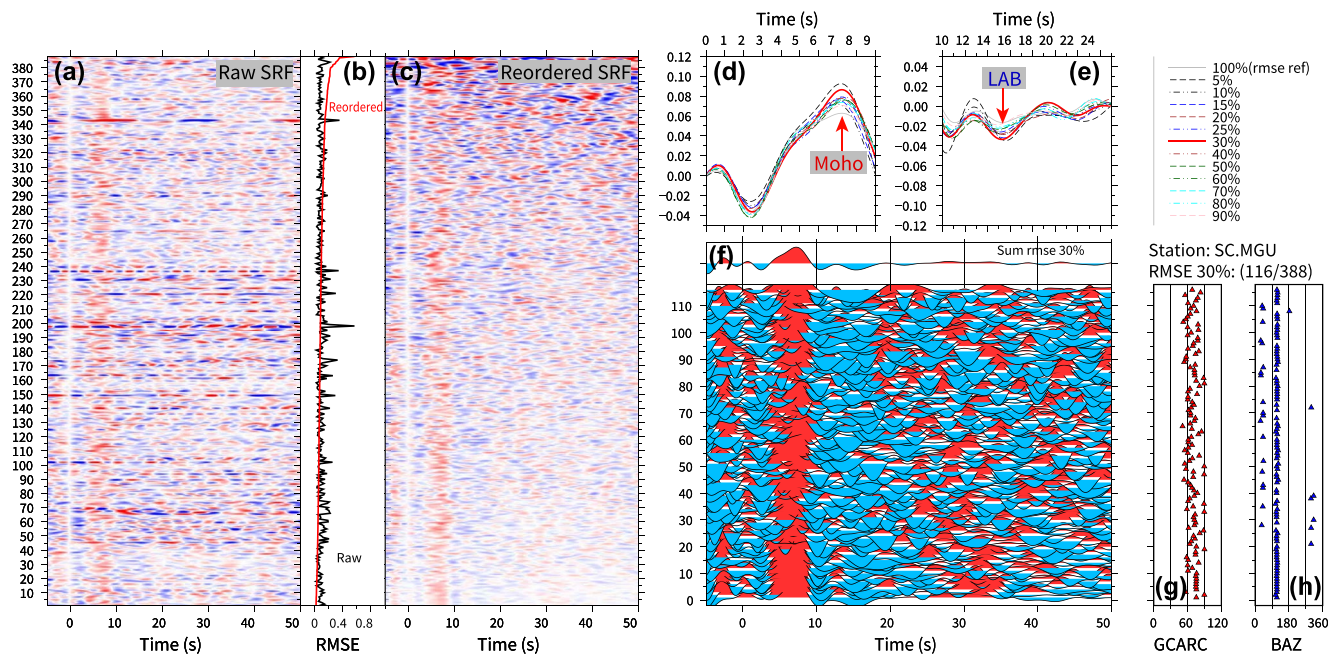 Time (s)
Time (s)
0 1 2 3 4 5 6 7 8 9
10 12 14 16 18 20 22 24
(a)
Raw SRF
(b)
(c)
Reordered SRF
(d)
(e)
LAB
Moho
Reordered
Raw
380
370
360
350
340
330
320
310
300
290
280
270
260
250
240
230
220
210
200
190
180
170
160
150
140
130
120
110
100
90
80
70
60
50
40
30
20
10
0.12
0.10
0.08
0.06
0.04
0.02
0.00
−0.02
−0.04
0.04
0.02
0.00
−0.02
−0.04
−0.06
−0.08
−0.10
−0.12
100%(rmse ref)
5%
10%
15%
20%
25%
30%
40%
50%
60%
70%
80%
90%
(f)
Sum rmse 30%
Station: SC.MGU
RMSE 30%: (116/388)
110
100
90
80
70
60
50
40
30
20
10
0
(g)
(h)
0 10 20 30 40 50
0.0 0.4 0.8
0 10 20 30 40 50
0 10 20 30 40 50
0 60 120
0 180 360
Time (s)
RMSE
Time (s)
Time (s)
GCARC
BAZ